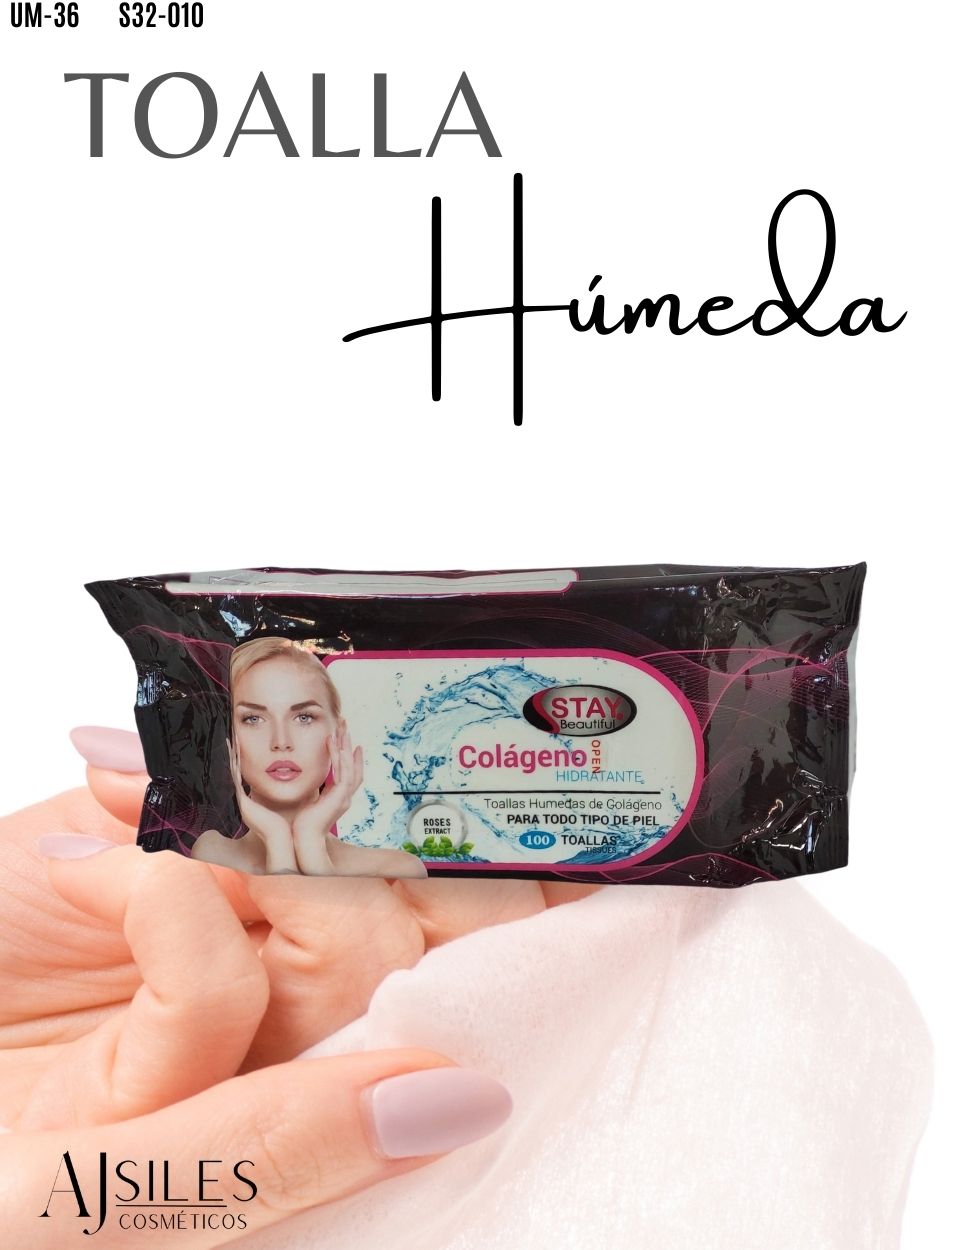 UM-36 S32-010
TOALLA
Húmeda
STAY
Beautiful
Colágeno
OPEN
HIDRATANTE
Toallas Humedas de Golágeno
PARA TODO TIPO DE PIEL
ROSES
EXTRACT
100 TOALLAS
TISSUES
AJSILES
COSMÉTICOS